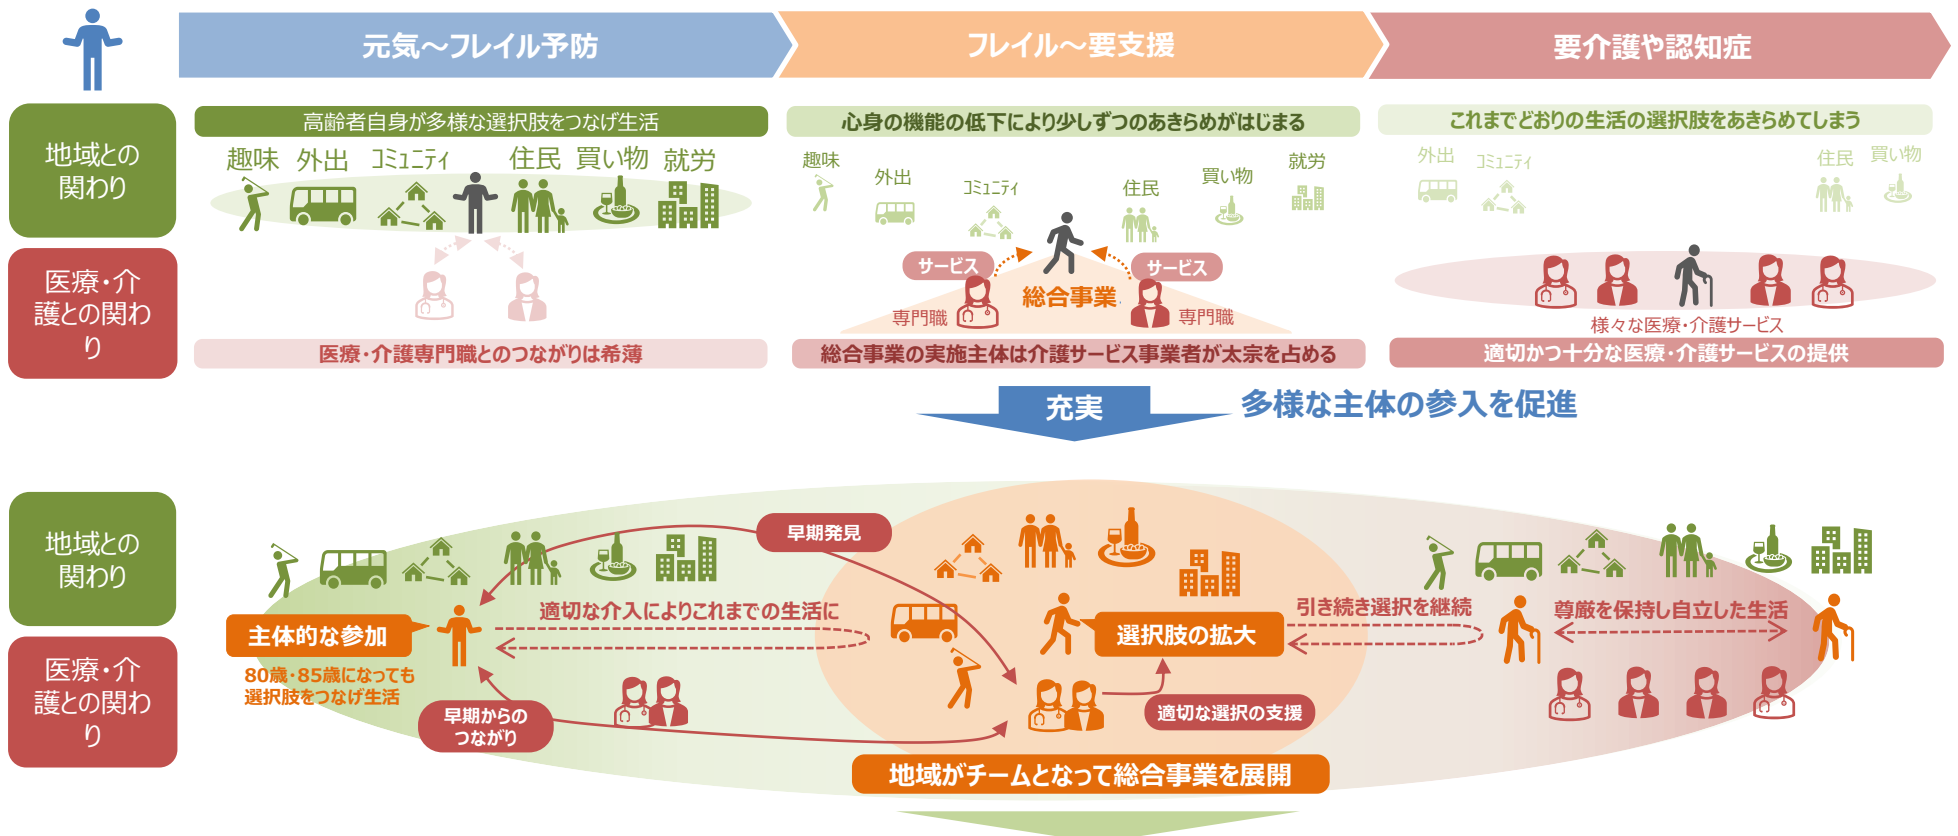 元気～フレイル予防
フレイル～要支援
要介護や認知症
地域との
関わり
高齢者自身が多様な選択肢をつなげ生活
趣味
外出
ｺﾐｭﾆﾃｨ
住民
買い物
就労
心身の機能の低下により少しずつのあきらめがはじまる
趣味
外出
ｺﾐｭﾆﾃｨ
住民
買い物
就労
これまでどおりの生活の選択肢をあきらめてしまう
外出
ｺﾐｭﾆﾃｨ
住民
買い物
医療・介
護との関わ
り
医療・介護専門職とのつながりは希薄
サービス
サービス
総合事業
専門職
専門職
総合事業の実施主体は介護サービス事業者が太宗を占める
様々な医療・介護サービス
適切かつ十分な医療・介護サービスの提供
充実
多様な主体の参入を促進
地域との
関わり
早期発見
適切な介入によりこれまでの生活に
引き続き選択を継続
尊厳を保持し自立した生活
主体的な参加
選択肢の拡大
医療・介
護との関わ
り
80歳・85歳になっても
選択肢をつなげ生活
早期からの
つながり
適切な選択の支援
地域がチームとなって総合事業を展開